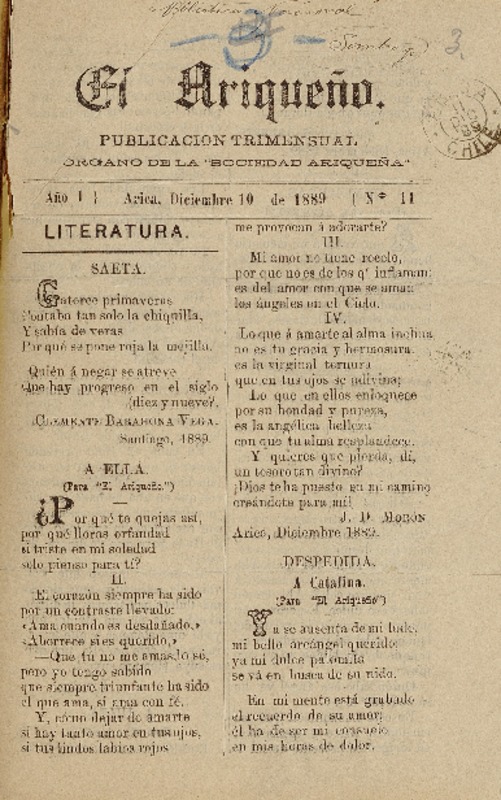 Biblioteca Nacional
3.
El Ariqueño.
PUBLICACION TRIMENSUAL
ORGANO DE LA "SOCIEDAD ARIQUEÑA"
CHILE
Año I } Arica, Diciembre 10 de 1889 { Nº 11
LITERATURA.
SAETA.
Catorce primaveras
Contaba tan solo la chiquilla,
Y sabía de veras
Por qué se pone roja la mejilla.
Quién á negar se atreve
Que hay progreso en el siglo
(diez y nueve?.
CLEMENTE BARAHONA VEGA.
Santiago, 1889.
A ELLA.
(Para "El Ariqueño.")
¿Por qué te quejas así,
por qué lloras orfandad
si triste en mi soledad
solo pienso para tí?
II.
El corazón siempre ha sido
por un contraste llevado:
«Ama cuando es desdeñado,»
«Aborrece si es querido,»
—Que tú no me amas lo sé,
pero yo tengo sabido
que siempre triunfante ha sido
el que ama, si ama con fé.
Y, cómo dejar de amarte
si hay tanto amor en tus ojos,
si tus lindos labios rojos
me provocan á adorarte?
III.
Mi amor no tiene recelo,
por que no es de los q' inflaman:
es del amor con que se aman
los ángeles en el Cielo.
IV.
Lo que á amarte al alma inclina
no es tu gracia y hermosura.
es la virginal ternura
que en tus ojos se adivina;
Lo que en ellos enloquece
por su bondad y pureza,
es la angélica belleza
con que tu alma resplandece.
Y quieres que pierda, di,
un tesoro tan divino?
¡Dios te ha puesto en mi camino
creándote para mí!
J. D. MORÓN
Arica, Diciembre 1889.
DESPEDIDA.
A Catalina.
(Para "El Ariqueño")
Ya se ausenta de mi lado,
mi bello arcángel querido:
ya mi dulce palomita
se vá en busca de su nido.
En mi mente está grabado
el recuerdo de su amor;
él ha de ser mi consuelo
en mis horas de dolor.